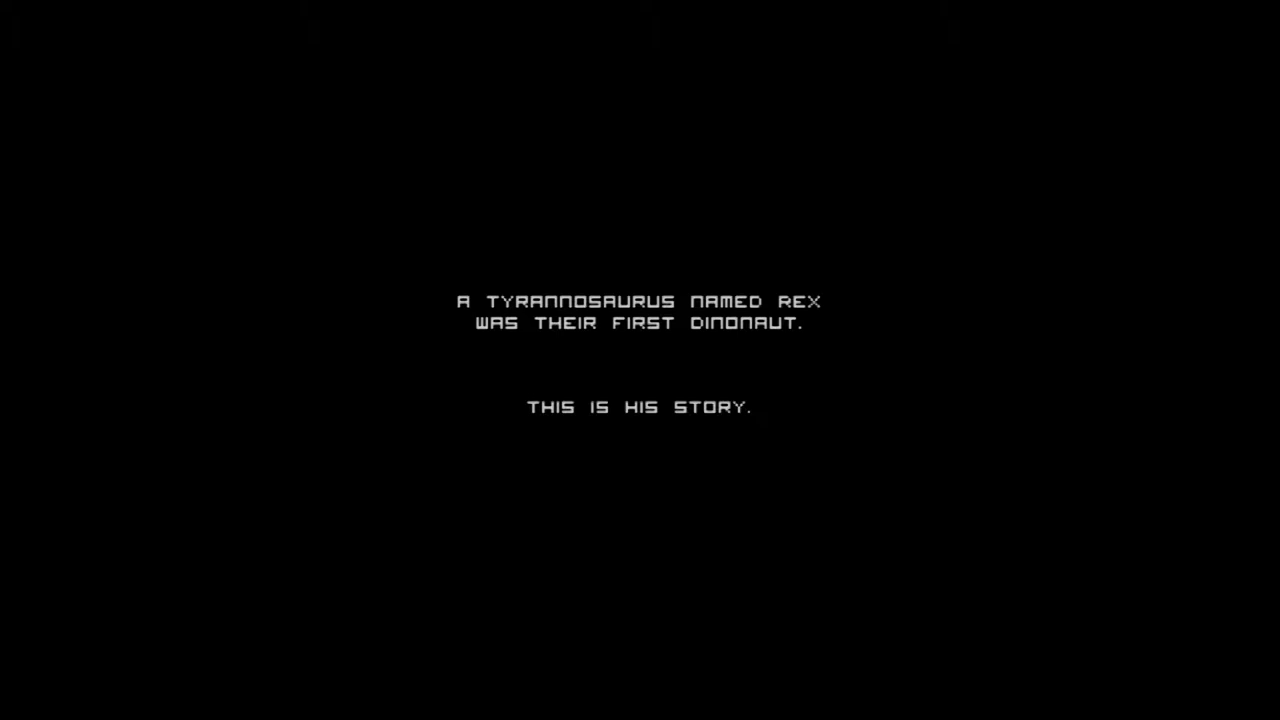 A TYRANNOSAURUS NAMED REX
WAS THEIR FIRST DINONAUT.
THIS IS HIS STORY.